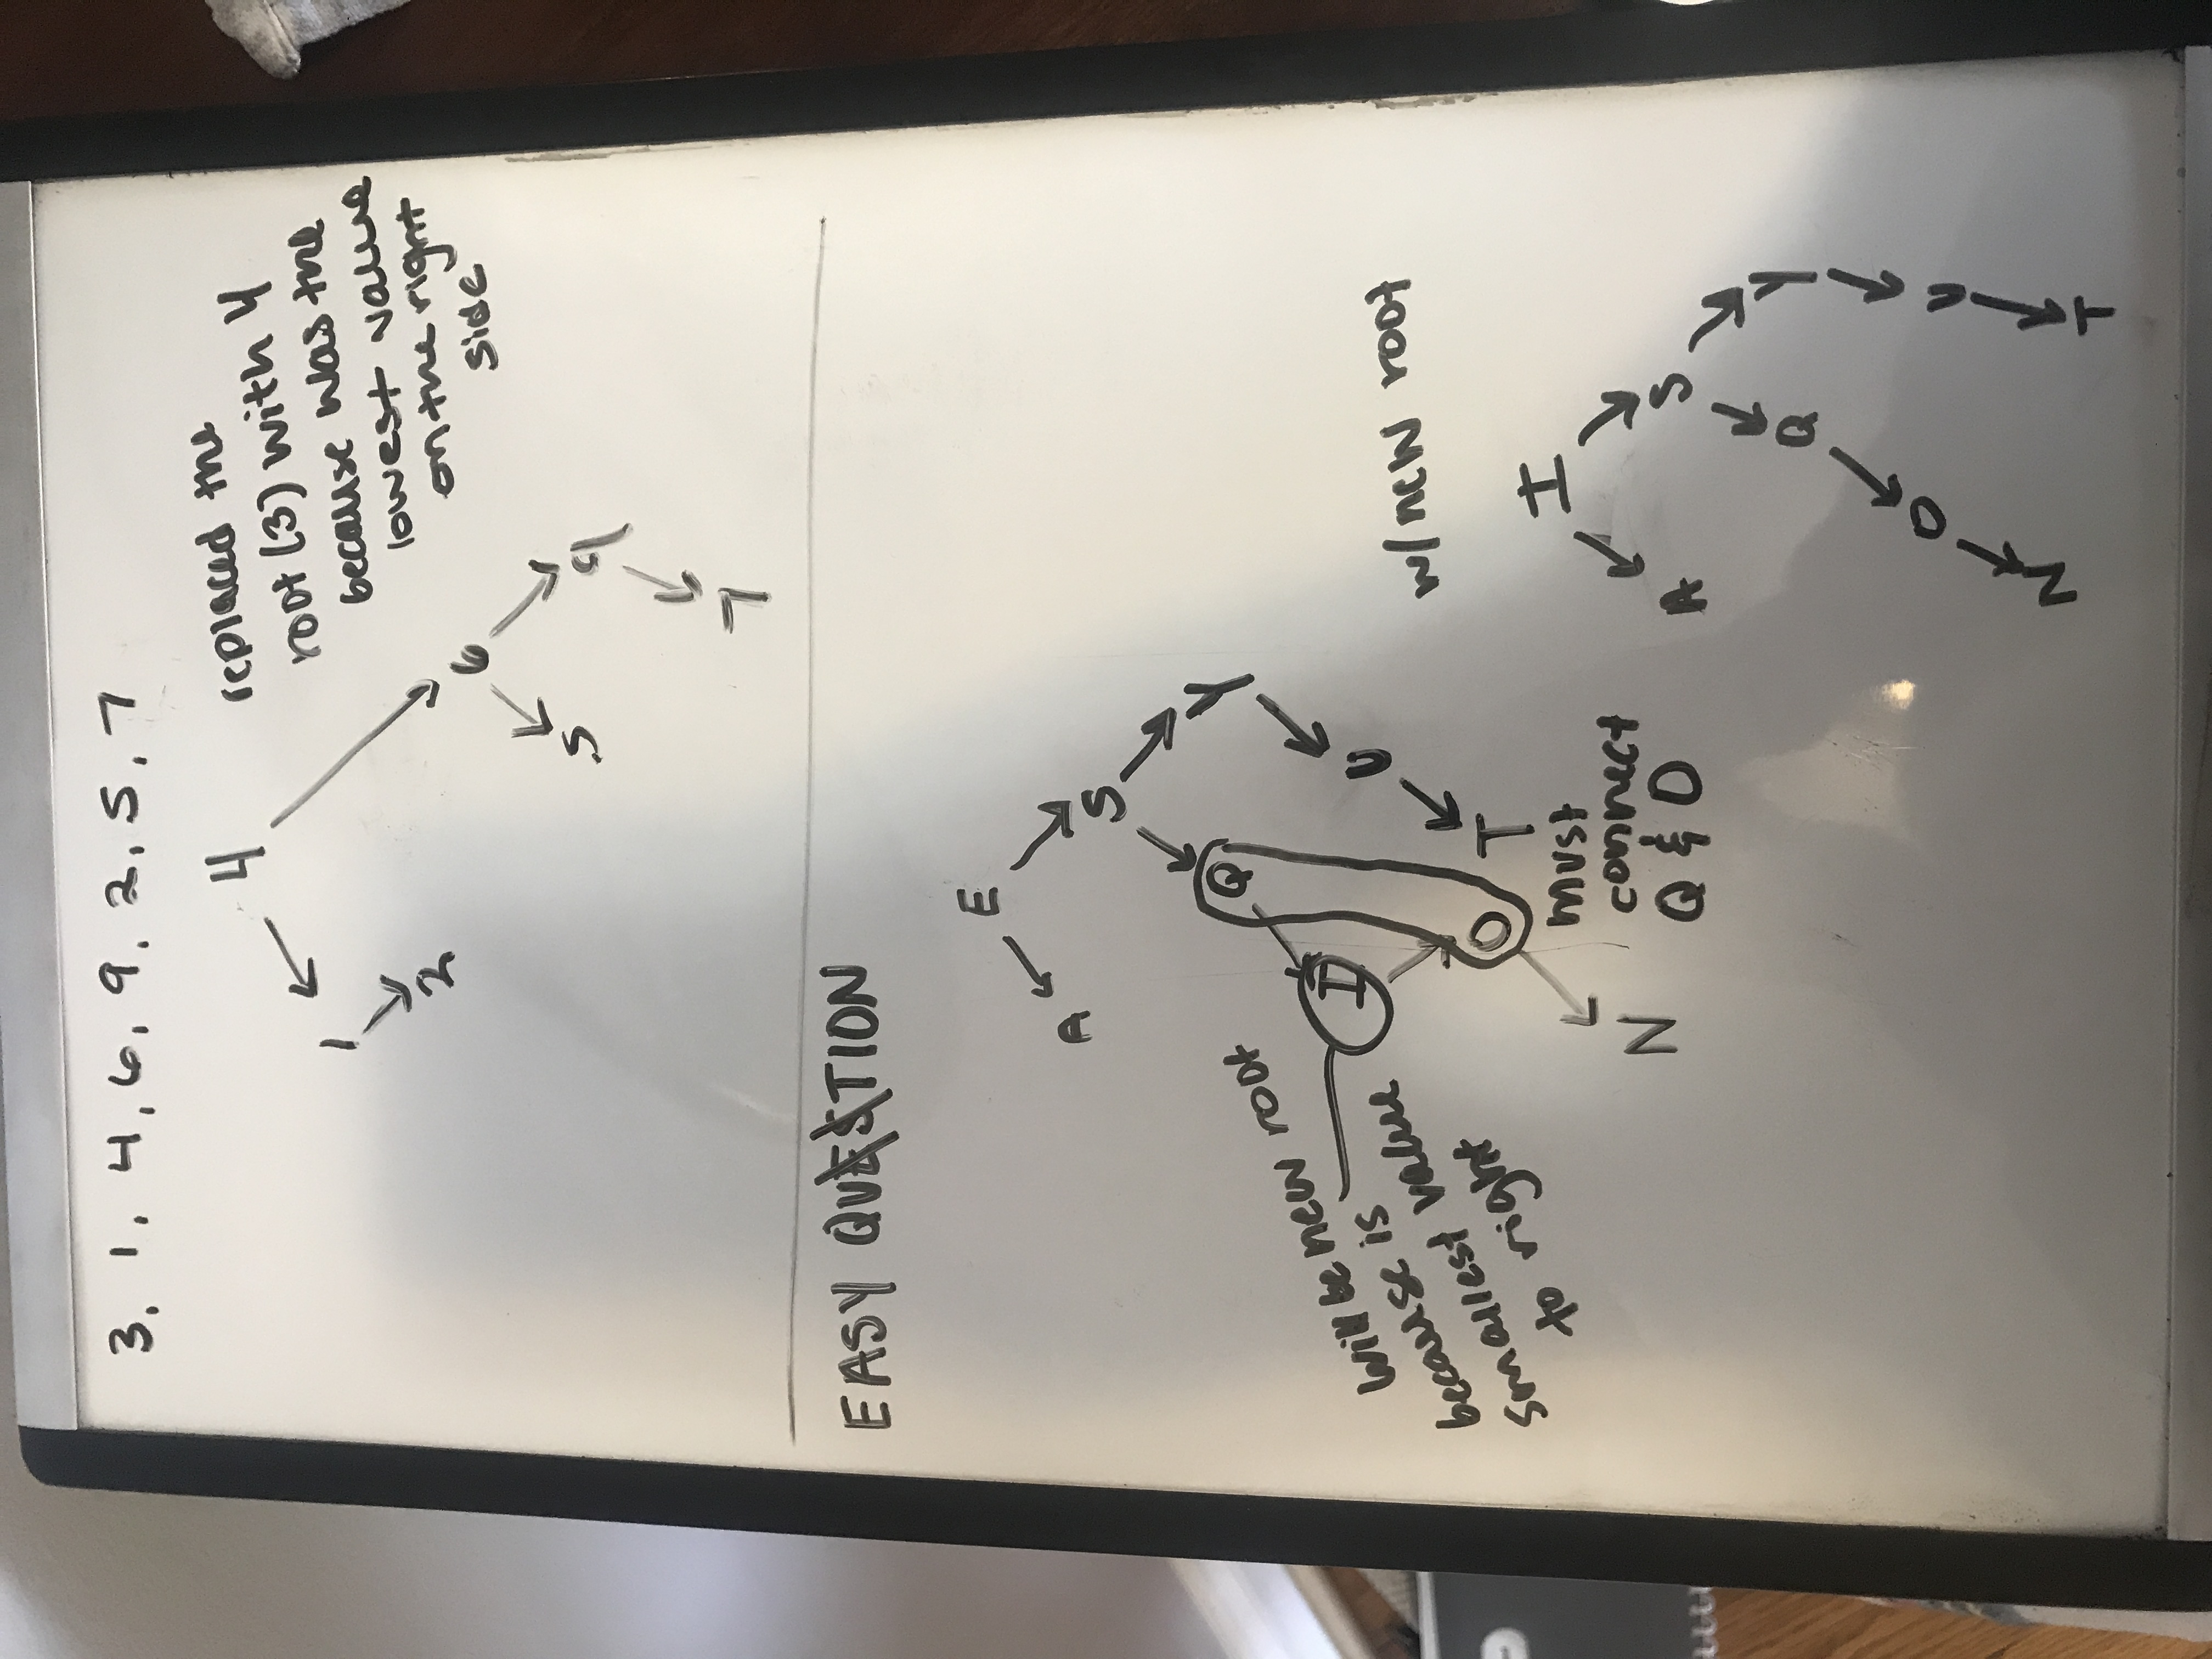 3, 1, 4, 6, 9, 2, 5, 7
4
replaced the
root (3) with 4
because was the
lowest value
on the right
side
1
2
6
5
9
7
EASY QUESTION
E
A
S
Q
Y
will be new root
because is
smallest value
to right
I
U
O
T
N
must
connect
Q & O
w/ new root
I
A
S
Q
Y
O
U
N
T